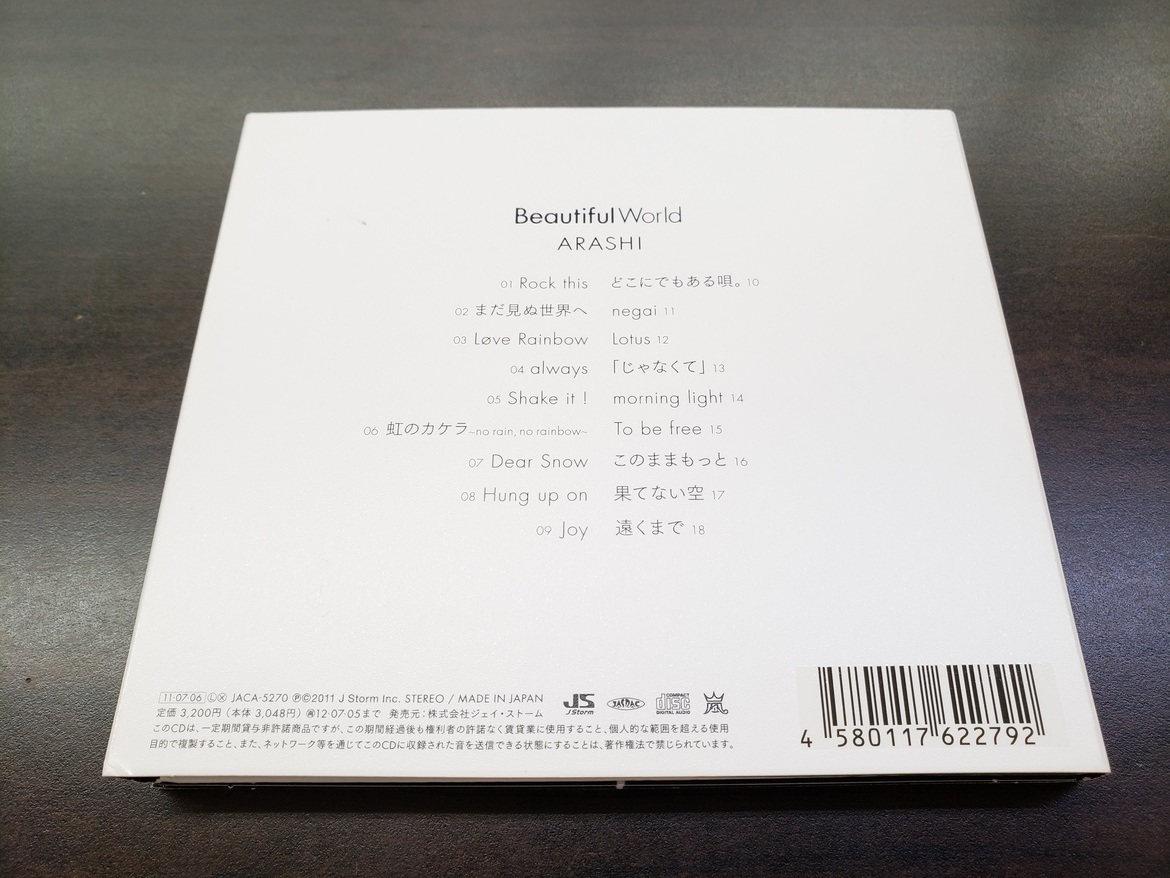 Beautiful World
ARASHI
01 Rock this
02 まだ見ぬ世界へ
03 Løve Rainbow
04 always
05 Shake it !
06 虹のカケラ~no rain, no rainbow~
07 Dear Snow
08 Hung up on
09 Joy
どこにでもある唄。10
negai 11
Lotus 12
「じゃなくて」13
morning light 14
To be free 15
このままもっと 16
果てない空 17
遠くまで 18
11·07·06 Ⓛ Ⓧ JACA-5270 ℗©2011 J Storm Inc. STEREO / MADE IN JAPAN
定価 3,200円 (本体 3,048円) 12·07·05まで 発売元:株式会社ジェイ・ストーム
このCDは、一定期間貸与非許諾商品ですが、この期間経過後も権利者の許諾なく賃貸業に使用すること、個人的な範囲を超える使用
目的で複製すること、また、ネットワーク等を通じてこのCDに収録された音を送信できる状態にすることは、著作権法で禁じられています。
JS
J Storm
JASRAC
COMPACT
disc
DIGITAL AUDIO
嵐
4 580117 622792